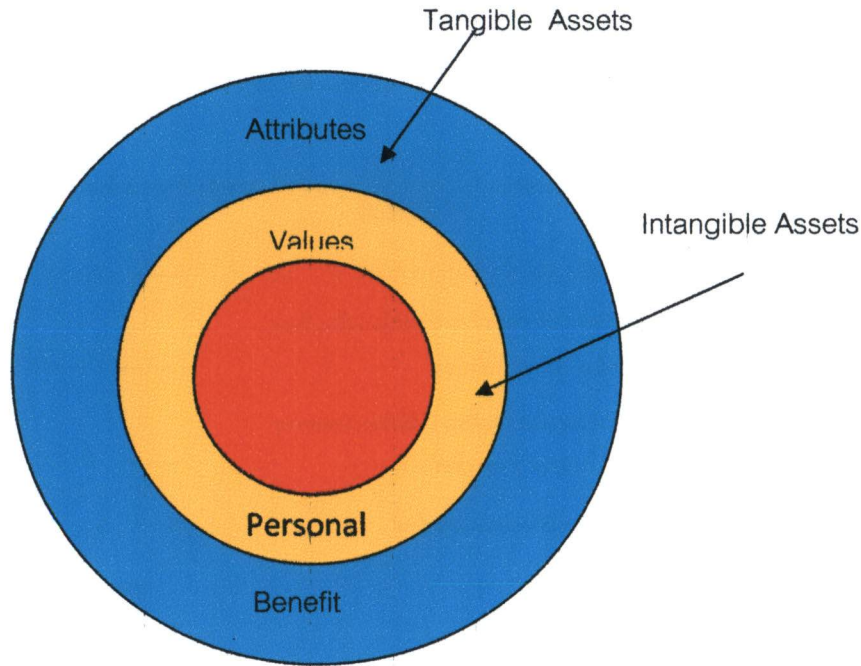 Tangible Assets
Attributes
Intangible Assets
Values
Personal
Benefit